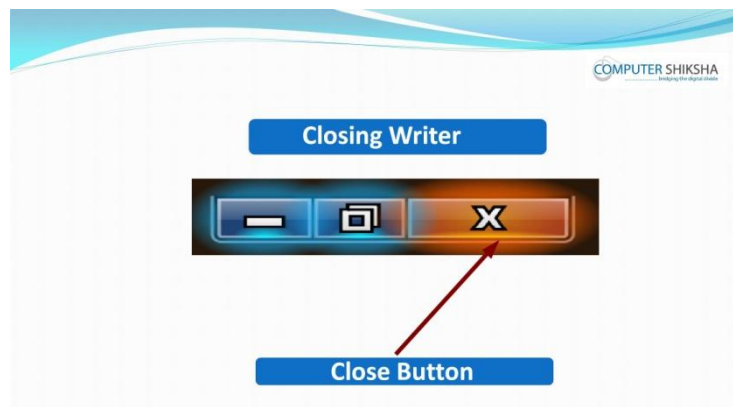 COMPUTER SHIKSHA
bridging the digital divide
Closing Writer
X
Close Button